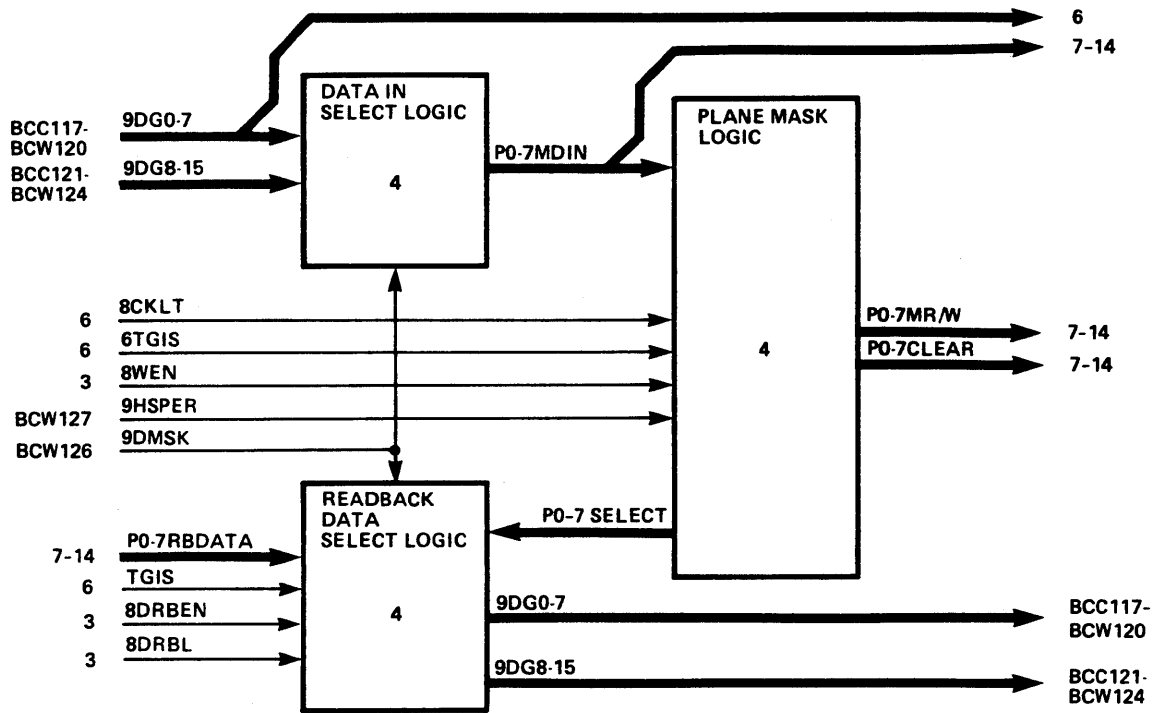 6
7-14
DATA IN
SELECT LOGIC
4
BCC117-
BCW120
9DG0-7
BCC121-
BCW124
9DG8-15
P0-7MDIN
PLANE MASK
LOGIC
4
6
8CKLT
6
6TGIS
3
8WEN
BCW127
9HSPER
BCW126
9DMSK
P0-7MR/W
7-14
P0-7CLEAR
7-14
READBACK
DATA
SELECT LOGIC
4
P0-7 SELECT
7-14
P0-7RBDATA
6
TGIS
3
8DRBEN
3
8DRBL
9DG0-7
BCC117-
BCW120
9DG8-15
BCC121-
BCW124